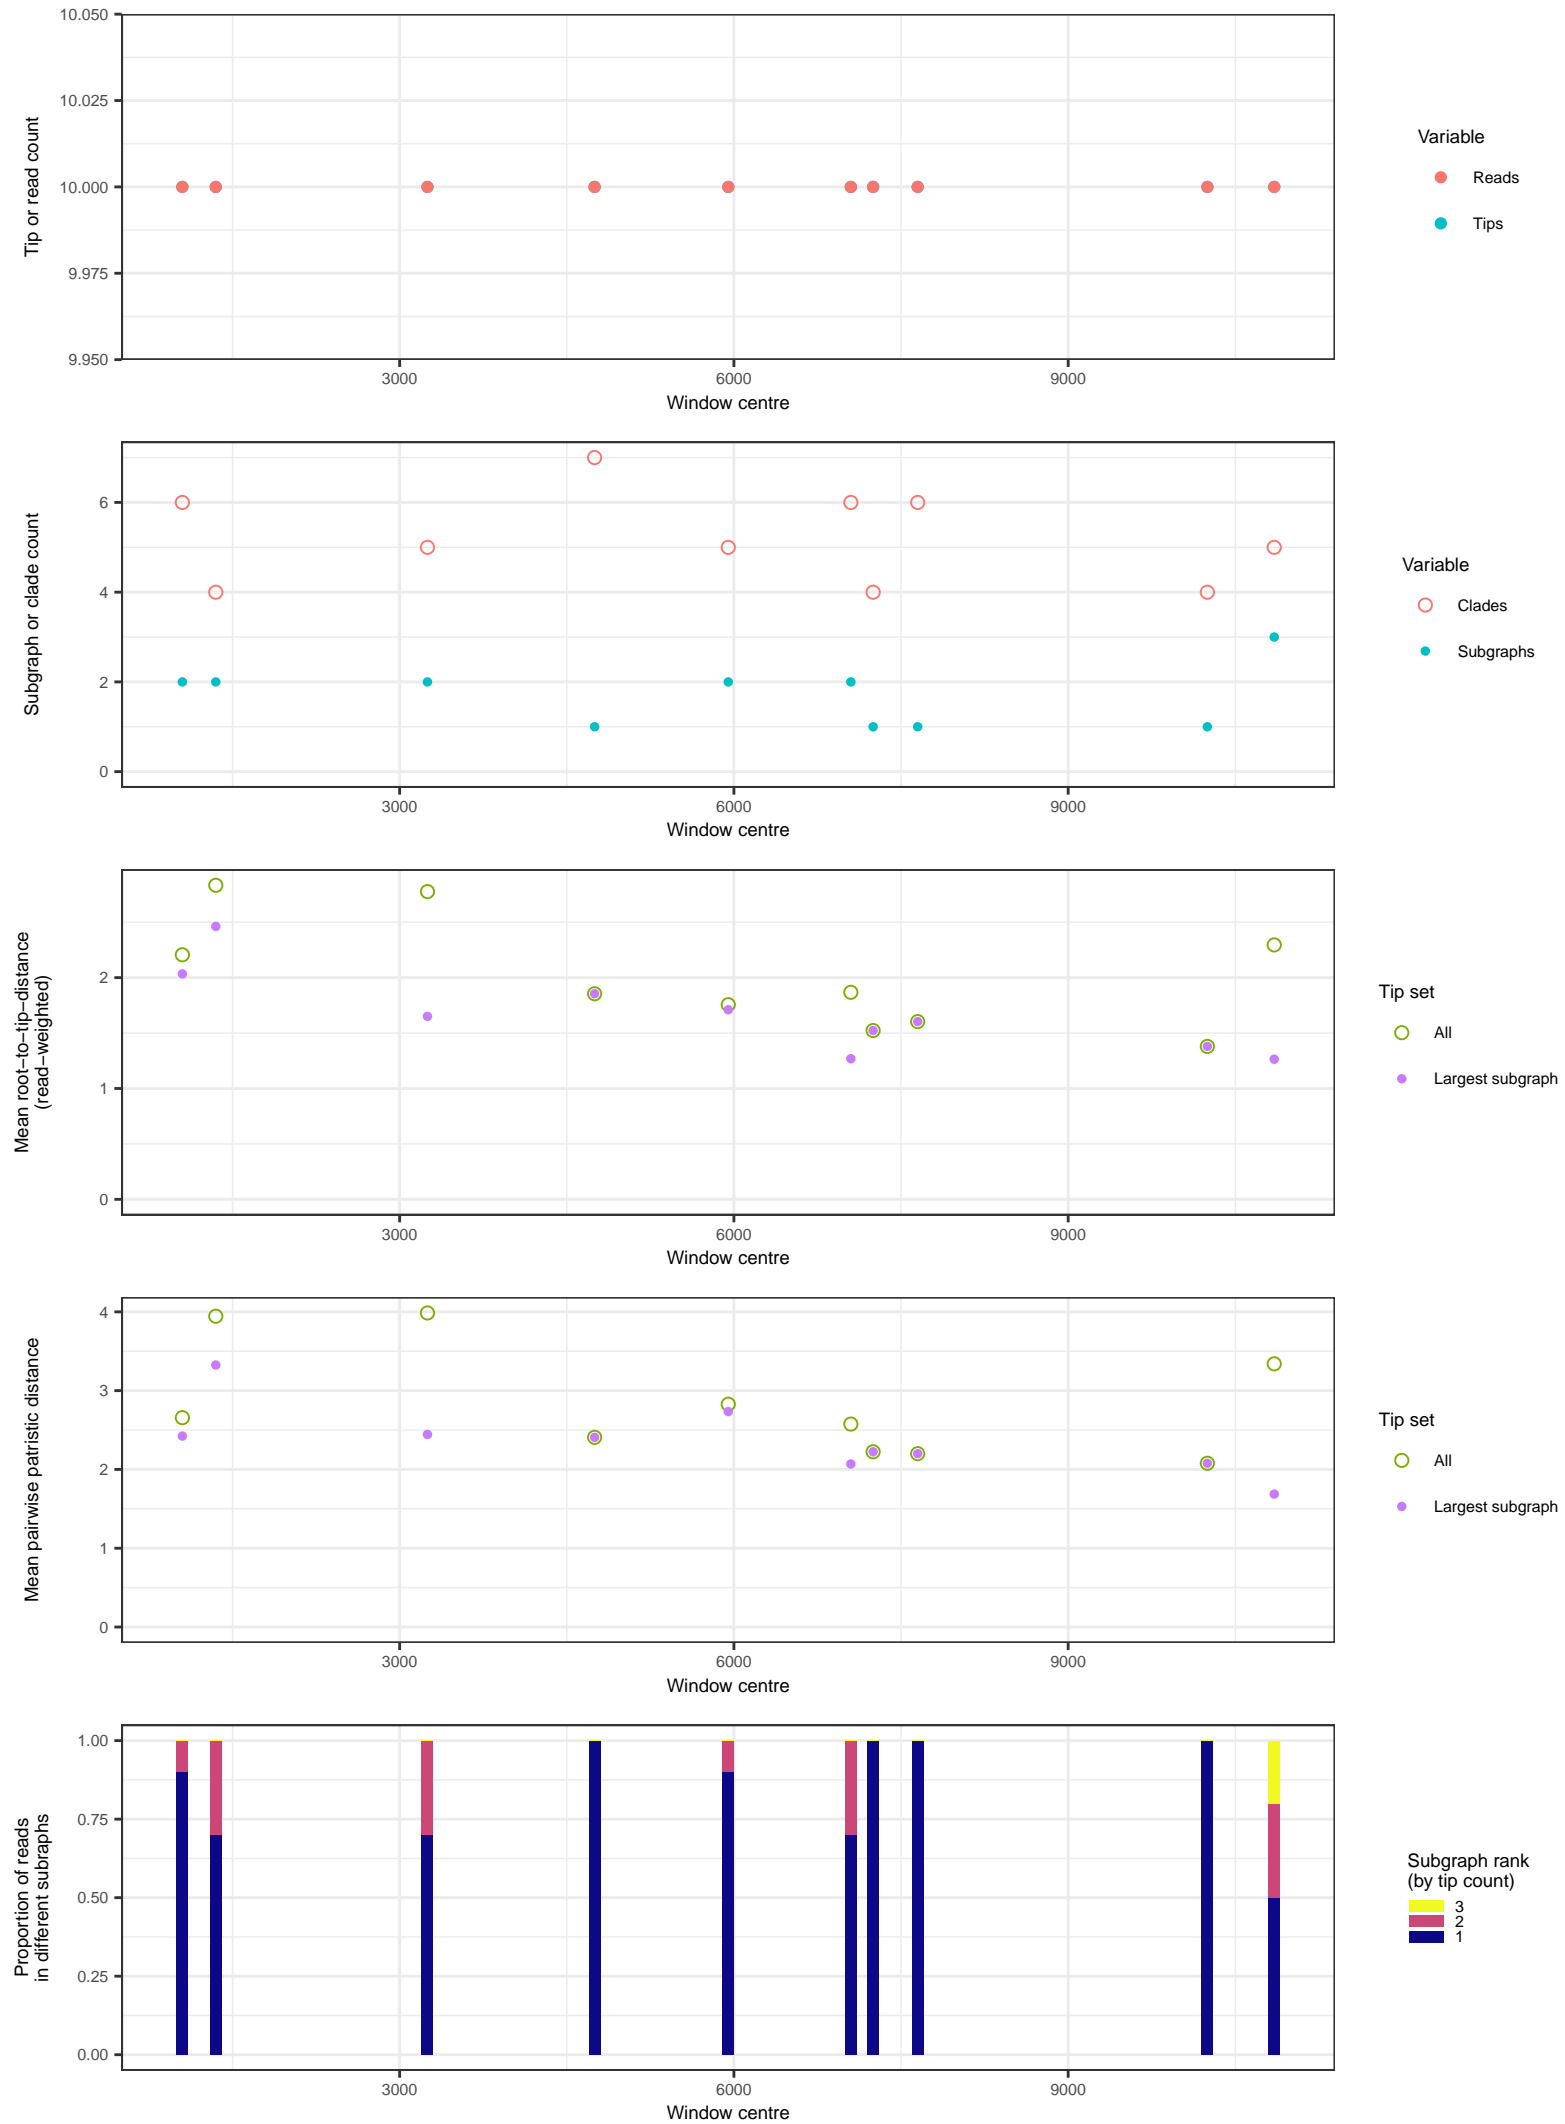 10.050
10.025
10.000
9.975
9.950
Tip or read count
3000 6000 9000
Window centre
Variable
Reads
Tips
6
4
2
0
Subgraph or clade count
3000 6000 9000
Window centre
Variable
Clades
Subgraphs
2
1
0
Mean root−to−tip−distance
(read−weighted)
3000 6000 9000
Window centre
Tip set
All
Largest subgraph
4
3
2
1
0
Mean pairwise patristic distance
3000 6000 9000
Window centre
Tip set
All
Largest subgraph
1.00
0.75
0.50
0.25
0.00
Proportion of reads
in different subraphs
3000 6000 9000
Window centre
Subgraph rank
(by tip count)
3
2
1